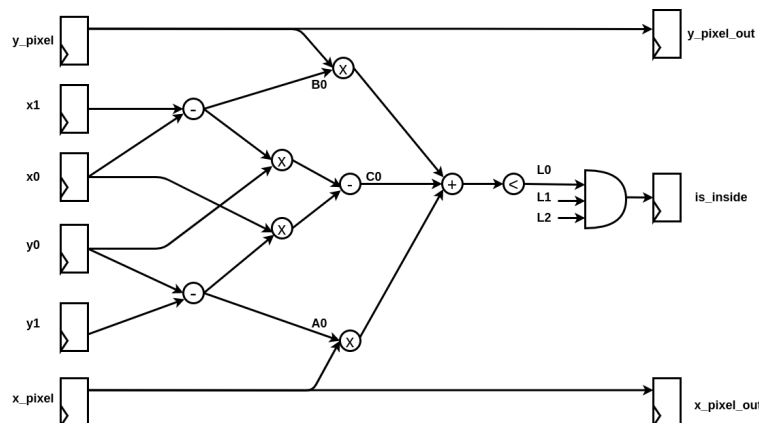 y_pixel
y_pixel_out
x
B0
x1
-
x
x0
-
C0
+
<
L0
L1
L2
is_inside
x
y0
-
y1
A0
x
x_pixel
x_pixel_out